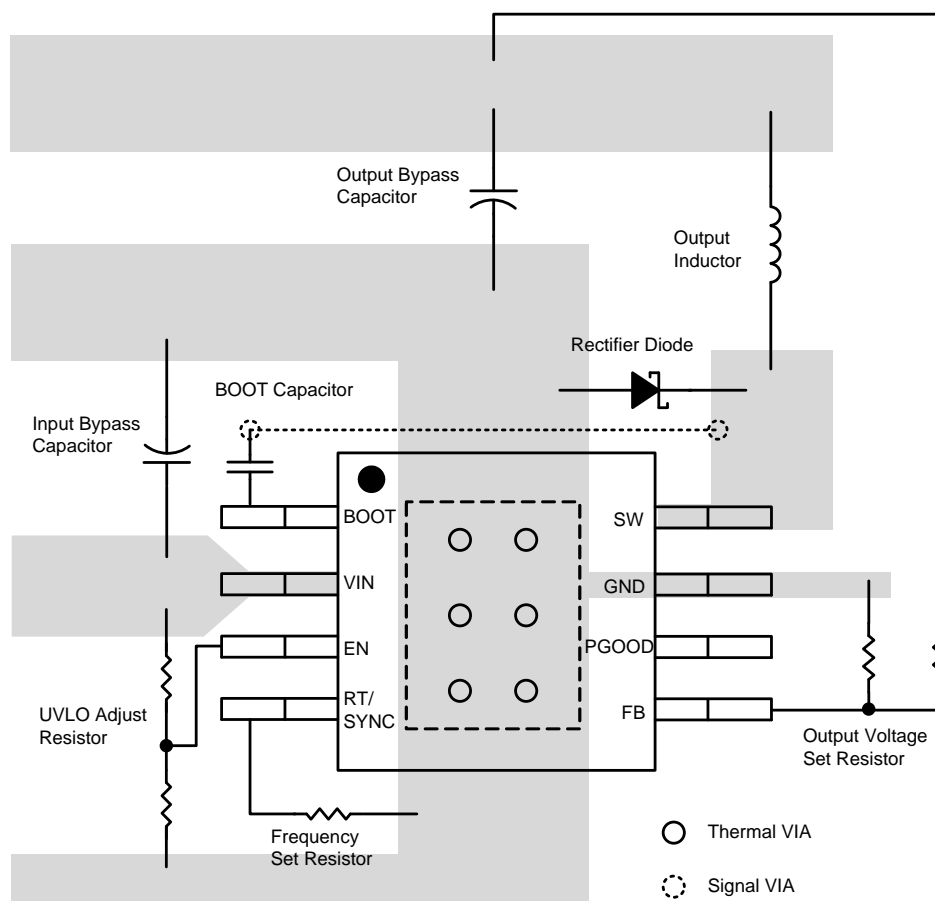 Output Bypass
Capacitor
Output
Inductor
Rectifier Diode
BOOT Capacitor
Input Bypass
Capacitor
BOOT
SW
VIN
GND
EN
PGOOD
RT/
SYNC
FB
UVLO Adjust
Resistor
Output Voltage
Set Resistor
Frequency
Set Resistor
Thermal VIA
Signal VIA